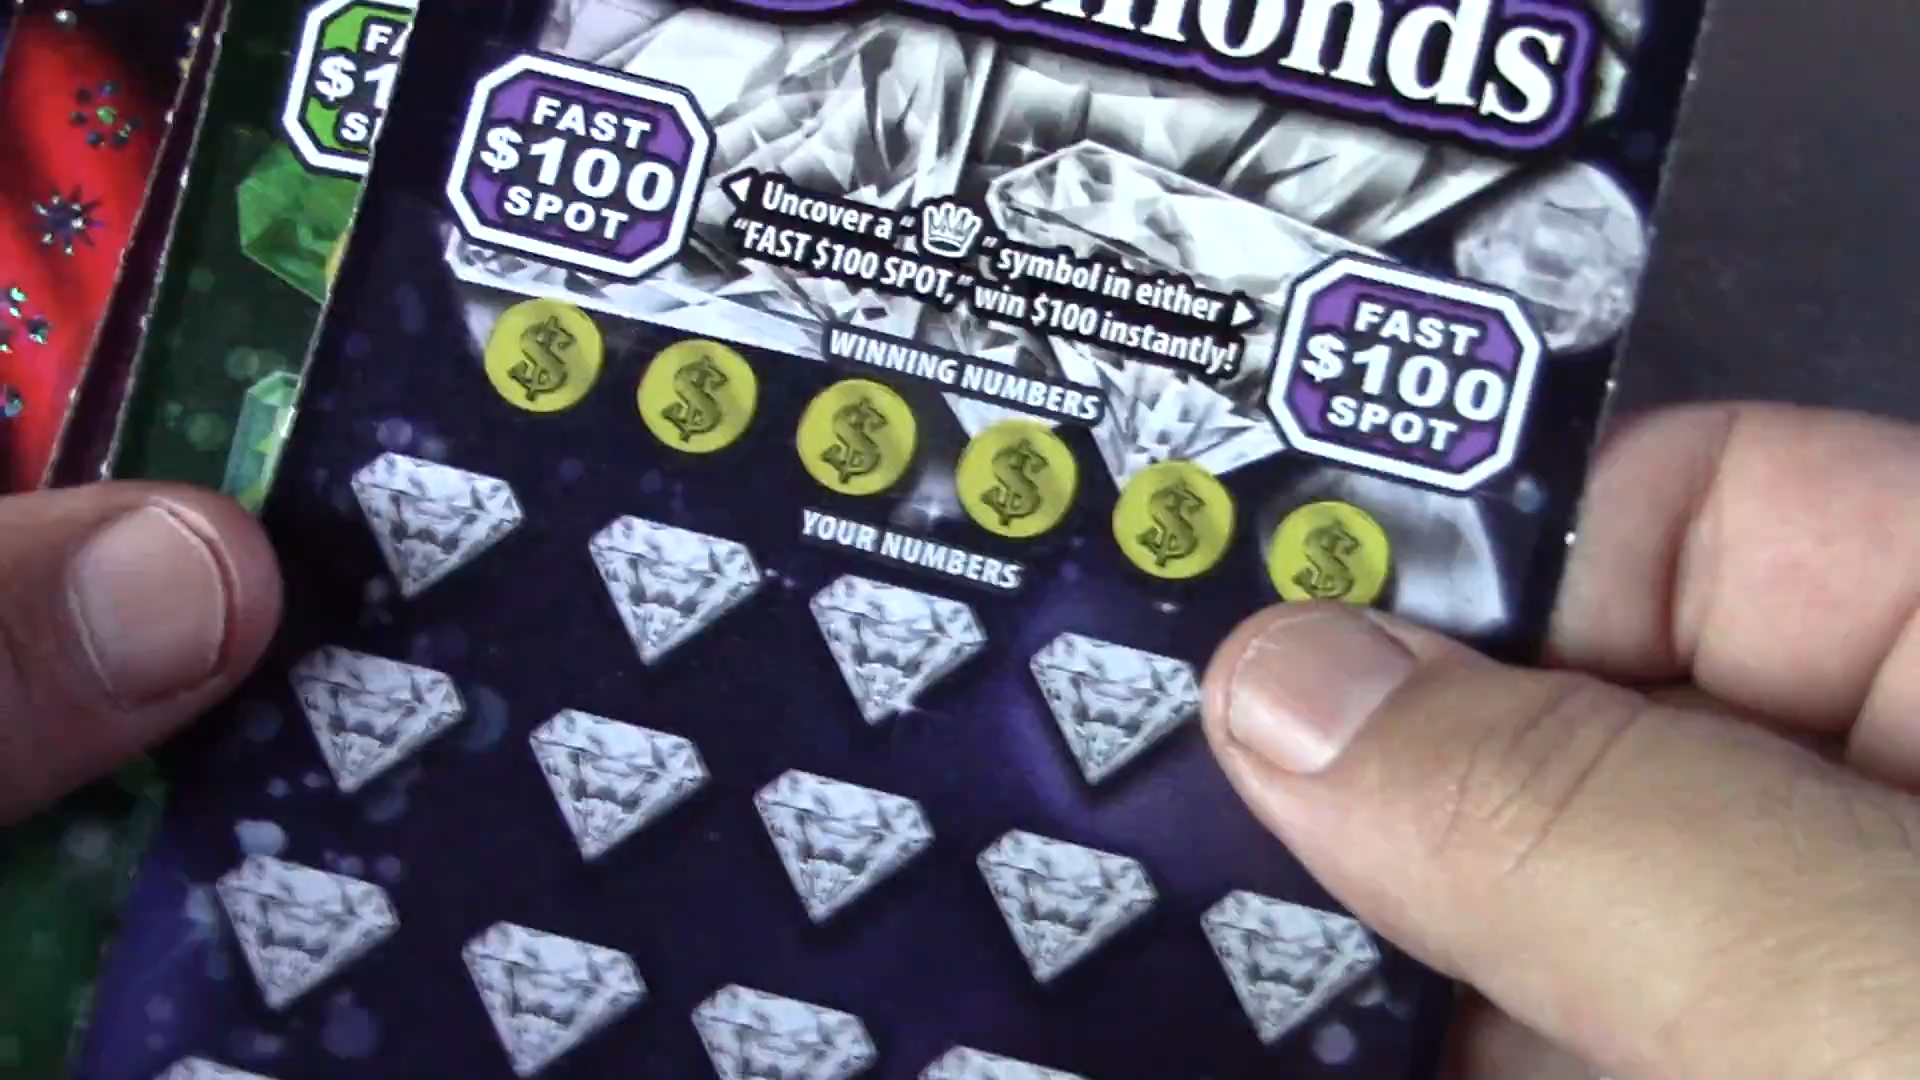 FAST
$100
SPOT
◄ Uncover a "    " symbol in either ►
"FAST $100 SPOT," win $100 instantly!
FAST
$100
SPOT
WINNING NUMBERS
$ $ $ $ $ $
YOUR NUMBERS